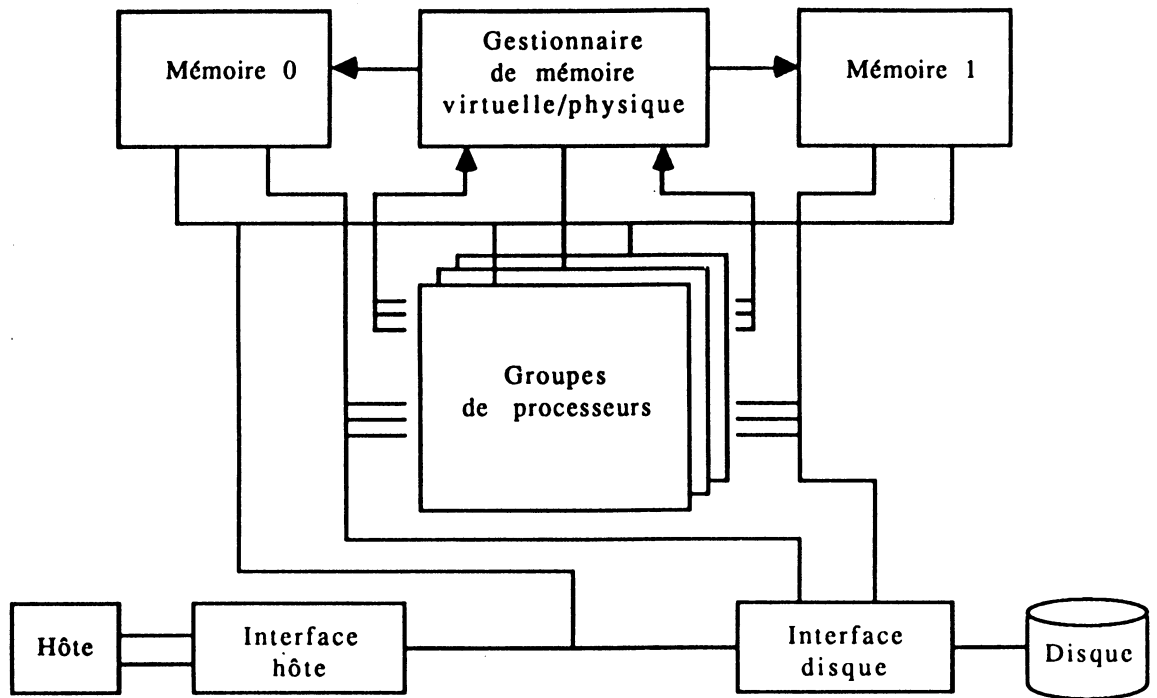 Mémoire 0
Gestionnaire
de mémoire
virtuelle/physique
Mémoire 1
Groupes
de processeurs
Hôte
Interface
hôte
Interface
disque
Disque